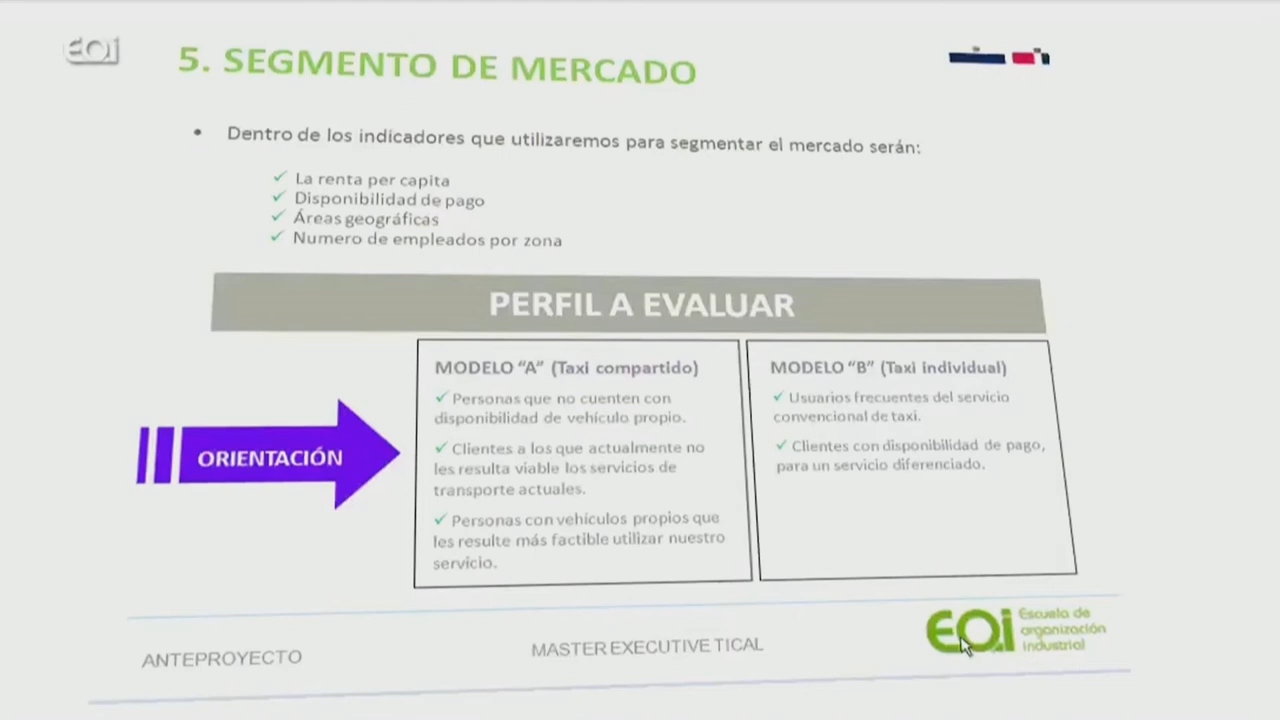 EOi
5. SEGMENTO DE MERCADO
• Dentro de los indicadores que utilizaremos para segmentar el mercado serán:
✓ La renta per capita
✓ Disponibilidad de pago
✓ Áreas geográficas
✓ Numero de empleados por zona
PERFIL A EVALUAR
ORIENTACIÓN
MODELO “A” (Taxi compartido)
✓ Personas que no cuenten con
disponibilidad de vehículo propio.
✓ Clientes a los que actualmente no
les resulta viable los servicios de
transporte actuales.
✓ Personas con vehículos propios que
les resulte más factible utilizar nuestro
servicio.
MODELO “B” (Taxi individual)
✓ Usuarios frecuentes del servicio
convencional de taxi.
✓ Clientes con disponibilidad de pago,
para un servicio diferenciado.
ANTEPROYECTO
MASTER EXECUTIVE TICAL
EOi
Escuela de
organización
industrial